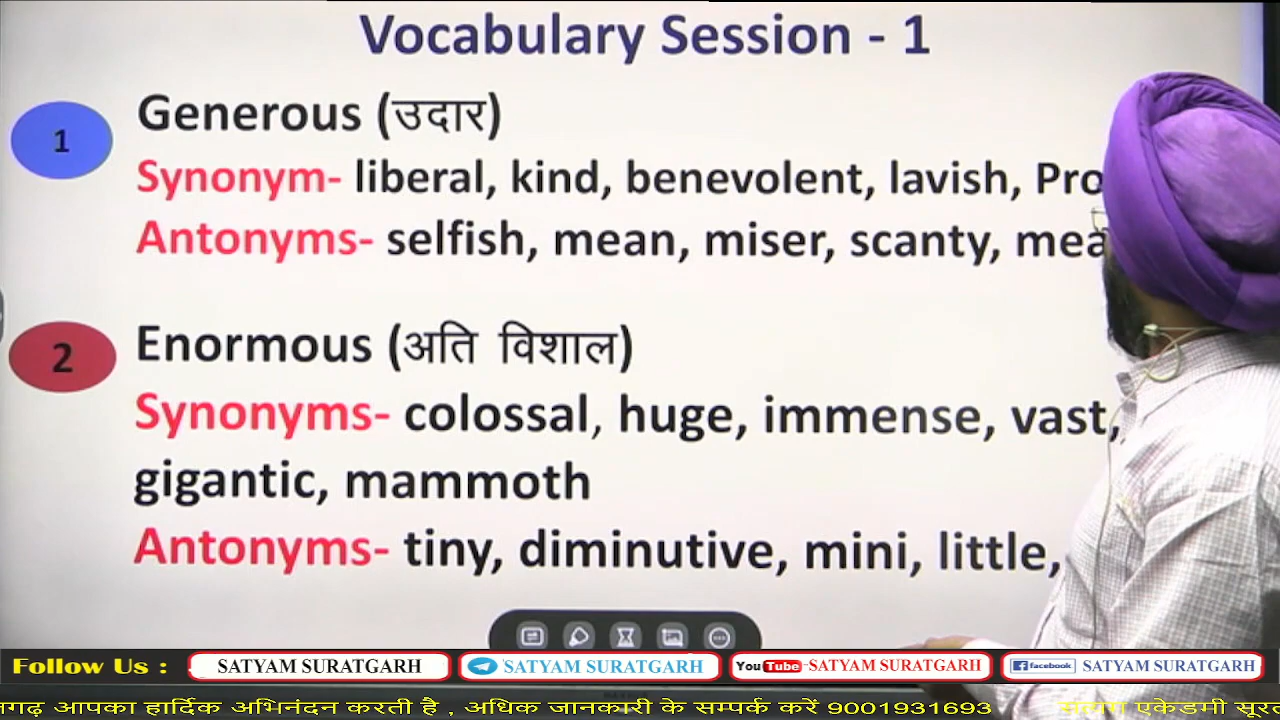 Vocabulary Session - 1
1
Generous (उदार)
Synonym- liberal, kind, benevolent, lavish,
Antonyms- selfish, mean, miser, scanty,
2
Enormous (अति विशाल)
Synonyms- colossal, huge, immense, vast,
gigantic, mammoth
Antonyms- tiny, diminutive, mini, little,
Follow Us : SATYAM SURATGARH SATYAM SURATGARH You Tube -SATYAM SURATGARH facebook SATYAM SURATGARH
आपका हार्दिक अभिनंदन करती है , अधिक जानकारी के सम्पर्क करें 9001931693